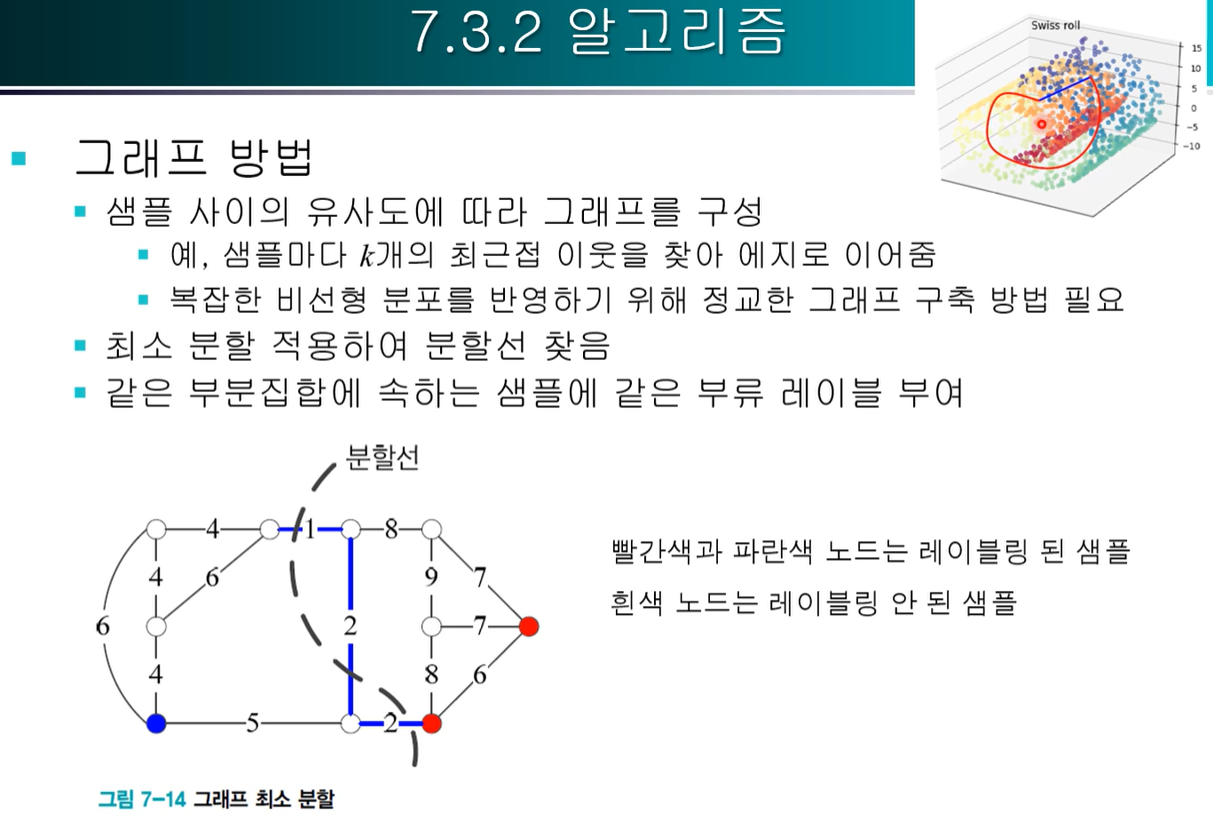 7.3.2 알고리즘
Swiss roll
15
10
5
0
−5
−10
그래프 방법
샘플 사이의 유사도에 따라 그래프를 구성
예, 샘플마다 k개의 최근접 이웃을 찾아 에지로 이어줌
복잡한 비선형 분포를 반영하기 위해 정교한 그래프 구축 방법 필요
최소 분할 적용하여 분할선 찾음
같은 부분집합에 속하는 샘플에 같은 부류 레이블 부여
분할선
4 1 8
4 6 9 7
6 2 7
4 8 6
5 2
빨간색과 파란색 노드는 레이블링 된 샘플
흰색 노드는 레이블링 안 된 샘플
그림 7−14 그래프 최소 분할